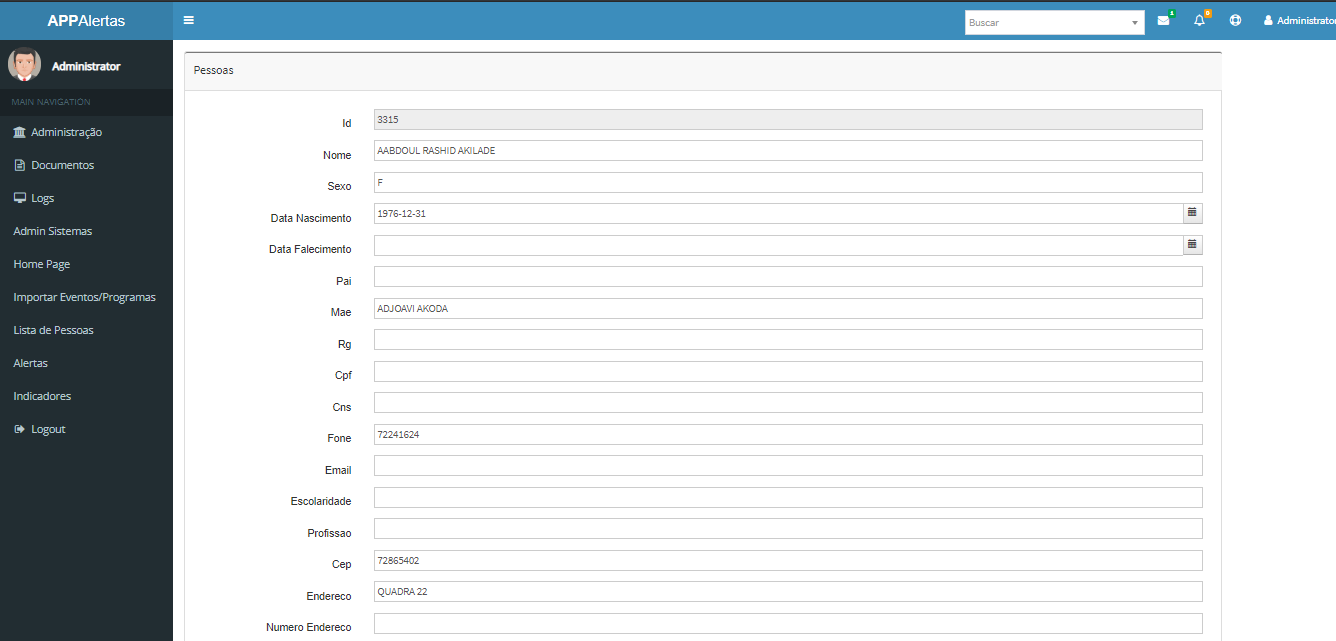 APPAlertas
Buscar
1
0
Administrator
Administrator
MAIN NAVIGATION
Administração
Documentos
Logs
Admin Sistemas
Home Page
Importar Eventos/Programas
Lista de Pessoas
Alertas
Indicadores
Logout
Pessoas
Id 3315
Nome AABDOUL RASHID AKILADE
Sexo F
Data Nascimento 1976-12-31
Data Falecimento
Pai
Mae ADJOAVI AKODA
Rg
Cpf
Cns
Fone 72241624
Email
Escolaridade
Profissao
Cep 72865402
Endereco QUADRA 22
Numero Endereco